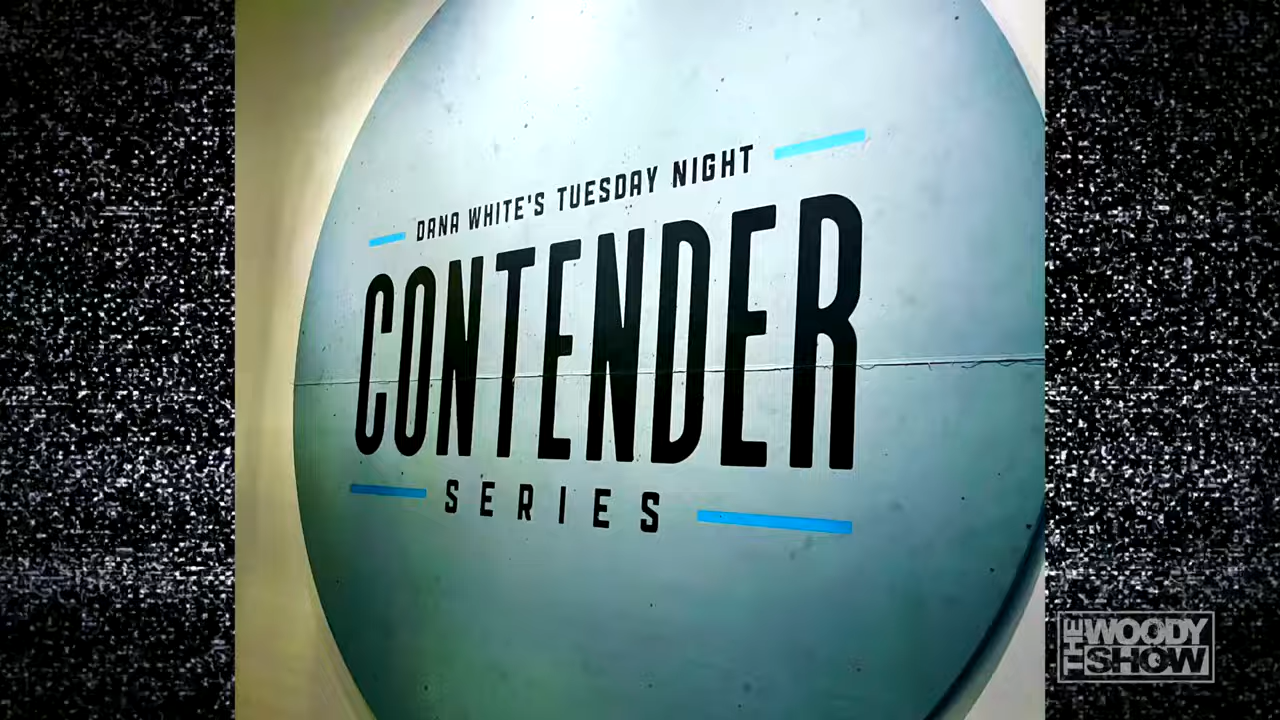 DANA WHITE'S TUESDAY NIGHT
CONTENDER
SERIES
THE WOODY
SHOW